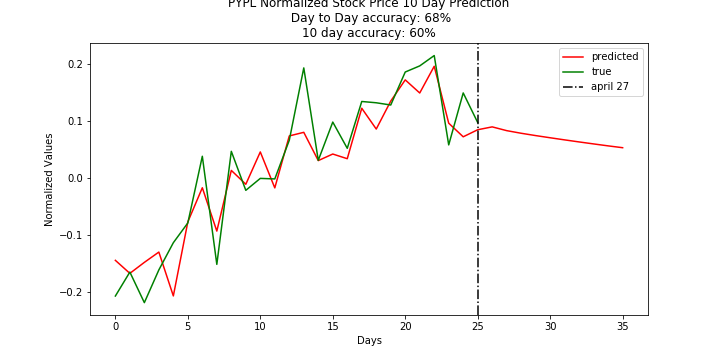 PYPL Normalized Stock Price 10 Day Prediction
Day to Day accuracy: 68%
10 day accuracy: 60%
predicted
true
april 27
Normalized Values
0.2
0.1
0.0
−0.1
−0.2
0 5 10 15 20 25 30 35
Days